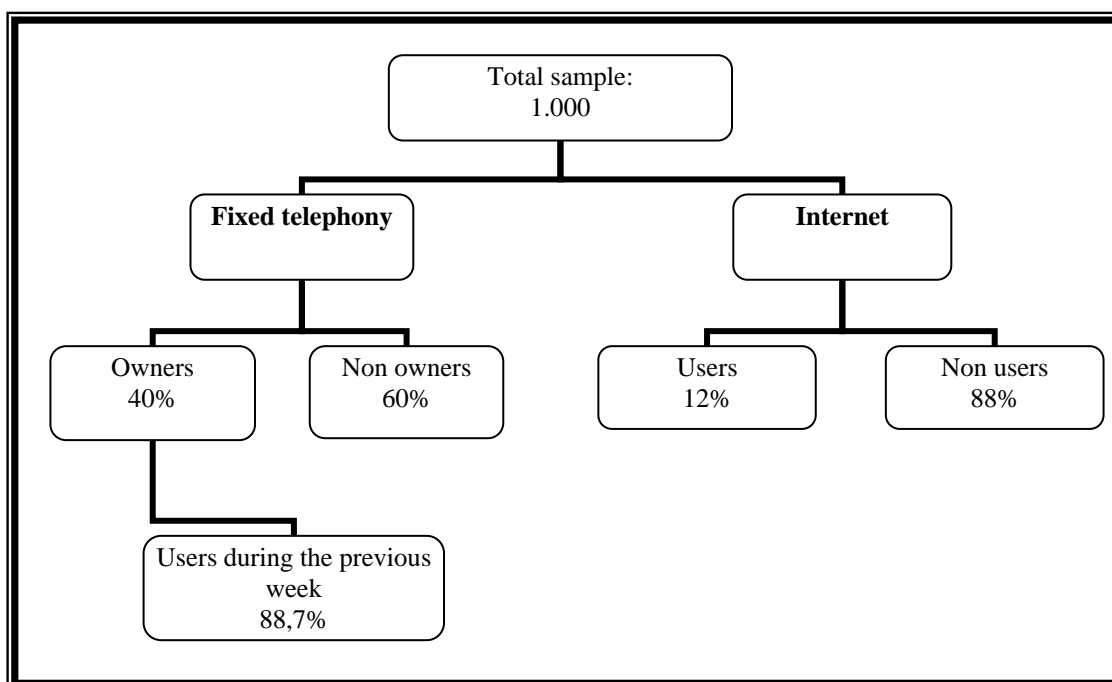 Total sample:
1.000
Fixed telephony
Internet
Owners
40%
Non owners
60%
Users
12%
Non users
88%
Users during the previous
week
88,7%